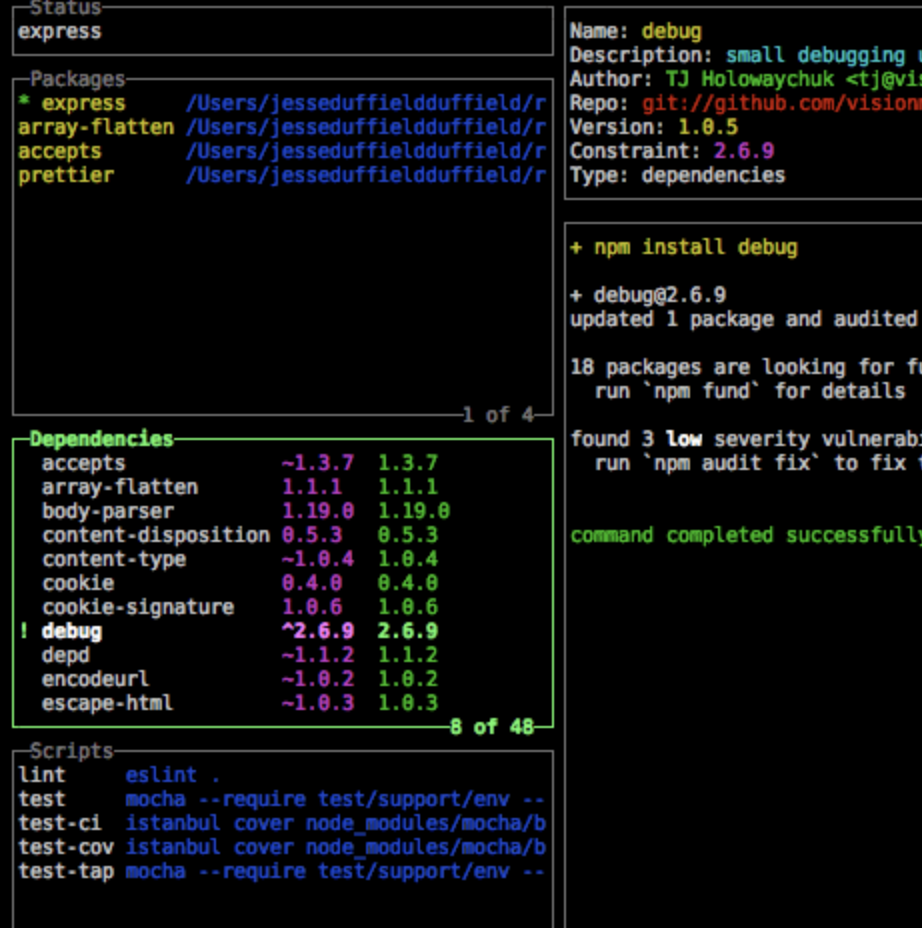 Status
express
Packages
* express /Users/jesseduffieldduffield/r
array-flatten /Users/jesseduffieldduffield/r
accepts /Users/jesseduffieldduffield/r
prettier /Users/jesseduffieldduffield/r
1 of 4
Dependencies
accepts ~1.3.7 1.3.7
array-flatten 1.1.1 1.1.1
body-parser 1.19.0 1.19.0
content-disposition 0.5.3 0.5.3
content-type ~1.0.4 1.0.4
cookie 0.4.0 0.4.0
cookie-signature 1.0.6 1.0.6
! debug ^2.6.9 2.6.9
depd ~1.1.2 1.1.2
encodeurl ~1.0.2 1.0.2
escape-html ~1.0.3 1.0.3
8 of 48
Scripts
lint eslint .
test mocha --require test/support/env --
test-ci istanbul cover node_modules/mocha/b
test-cov istanbul cover node_modules/mocha/b
test-tap mocha --require test/support/env --
Name: debug
Description: small debugging
Author: TJ Holowaychuk <tj@vis
Repo: git://github.com/vision
Version: 1.0.5
Constraint: 2.6.9
Type: dependencies
+ npm install debug
+ debug@2.6.9
updated 1 package and audited
18 packages are looking for fu
run `npm fund` for details
found 3 low severity vulnerabi
run `npm audit fix` to fix t
command completed successfully